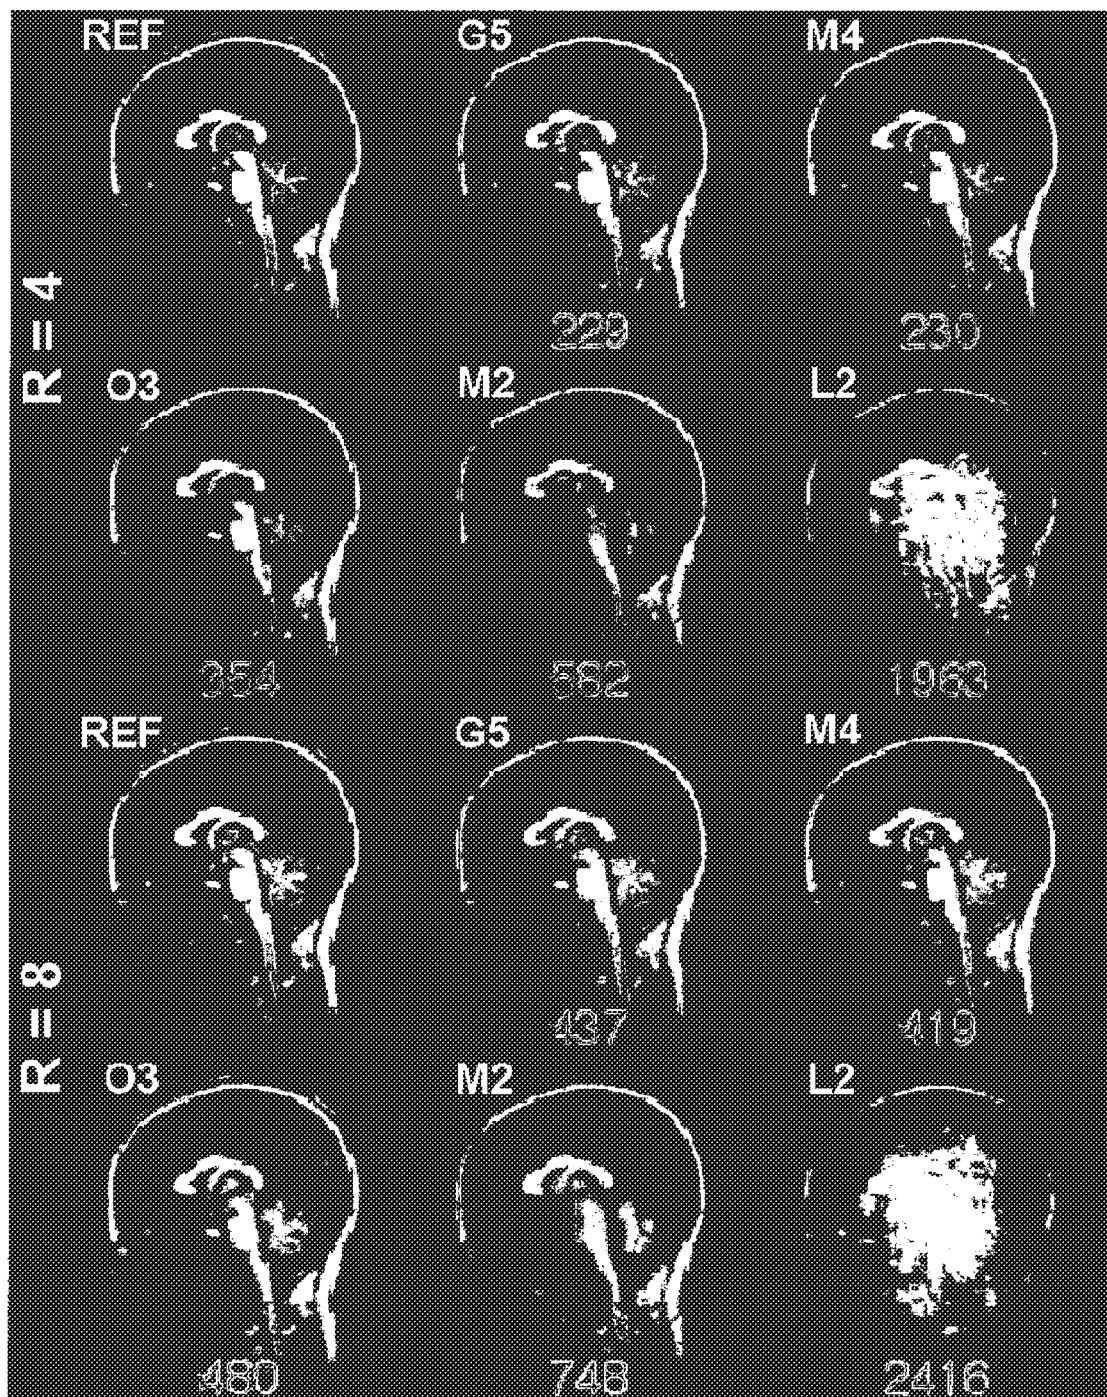 REF G5 M4
R = 4
229 230
O3 M2 L2
354 562 1963
REF G5 M4
R = 8
437 419
O3 M2 L2
480 748 2416